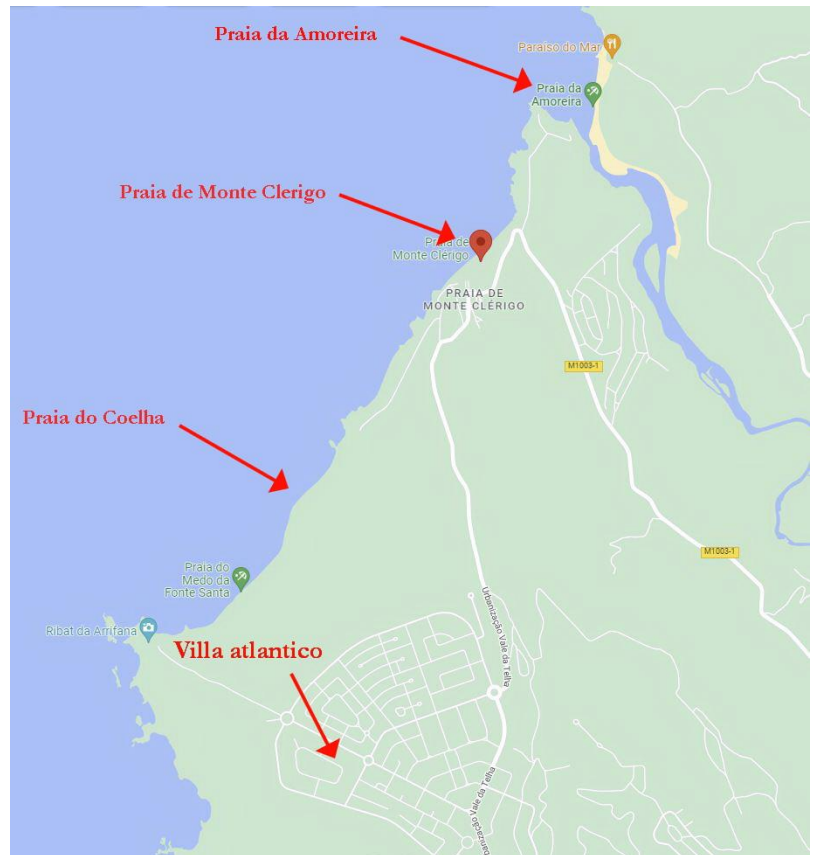 Praia da Amoreira
Paraíso do Mar
Praia da
Amoreira
Praia de Monte Clerigo
Praia de
Monte Clérigo
PRAIA DE
MONTE CLÉRIGO
M1003-1
Praia do Coelha
M1003-1
Praia do
Medo da
Fonte Santa
Urbanização Vale da Telha
Ribat da Arrifana
Villa atlantico
banização Vale da Telha